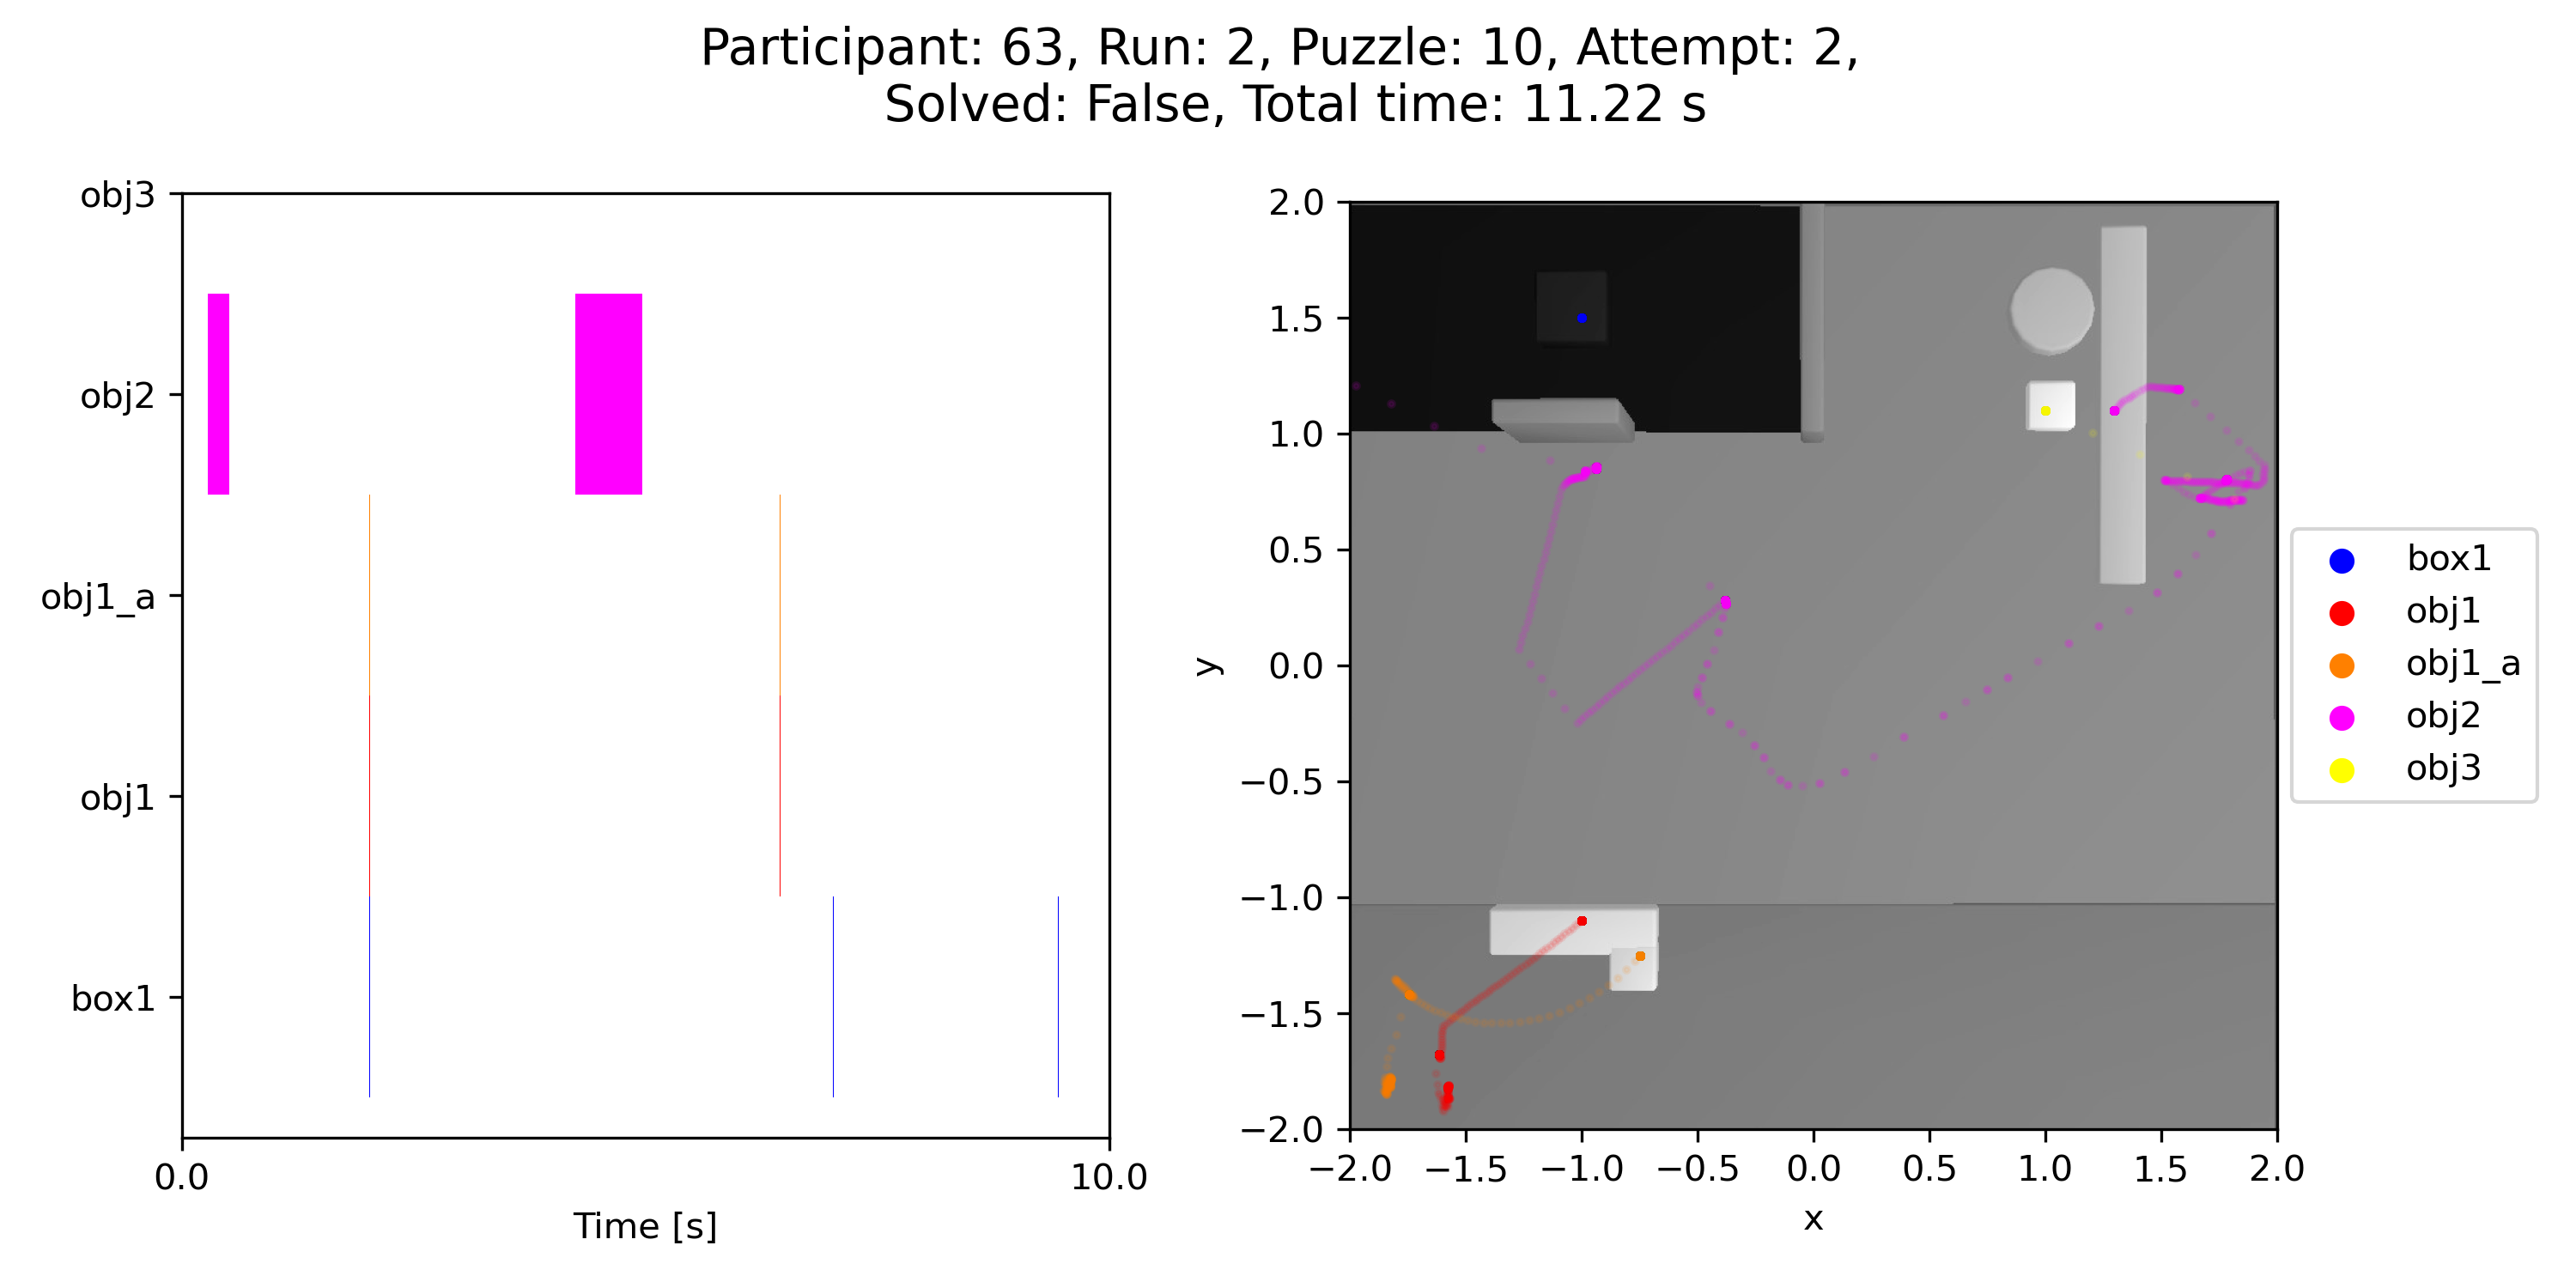 Participant: 63, Run: 2, Puzzle: 10, Attempt: 2,
Solved: False, Total time: 11.22 s
obj3
obj2
obj1_a
obj1
box1
0.0
10.0
Time [s]
2.0
1.5
1.0
0.5
0.0
−0.5
−1.0
−1.5
−2.0
y
−2.0
−1.5
−1.0
−0.5
0.0
0.5
1.0
1.5
2.0
x
box1
obj1
obj1_a
obj2
obj3